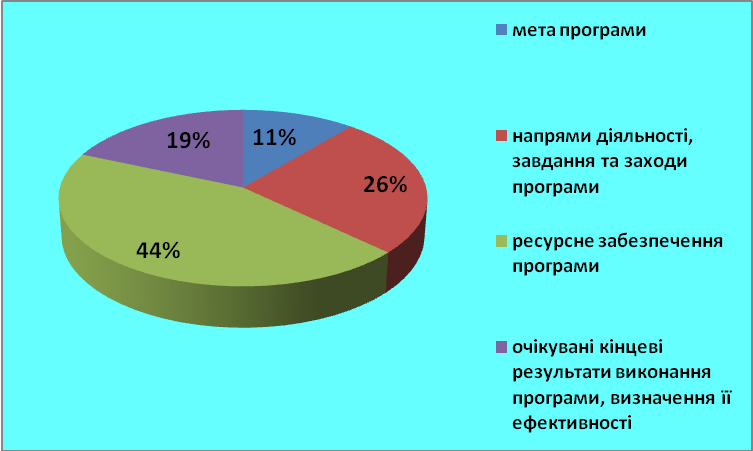 мета програми
11%
19%
напрями діяльності,
завдання та заходи
програми
26%
44%
ресурсне забезпечення
програми
очікувані кінцеві
результати виконання
програми, визначення її
ефективності